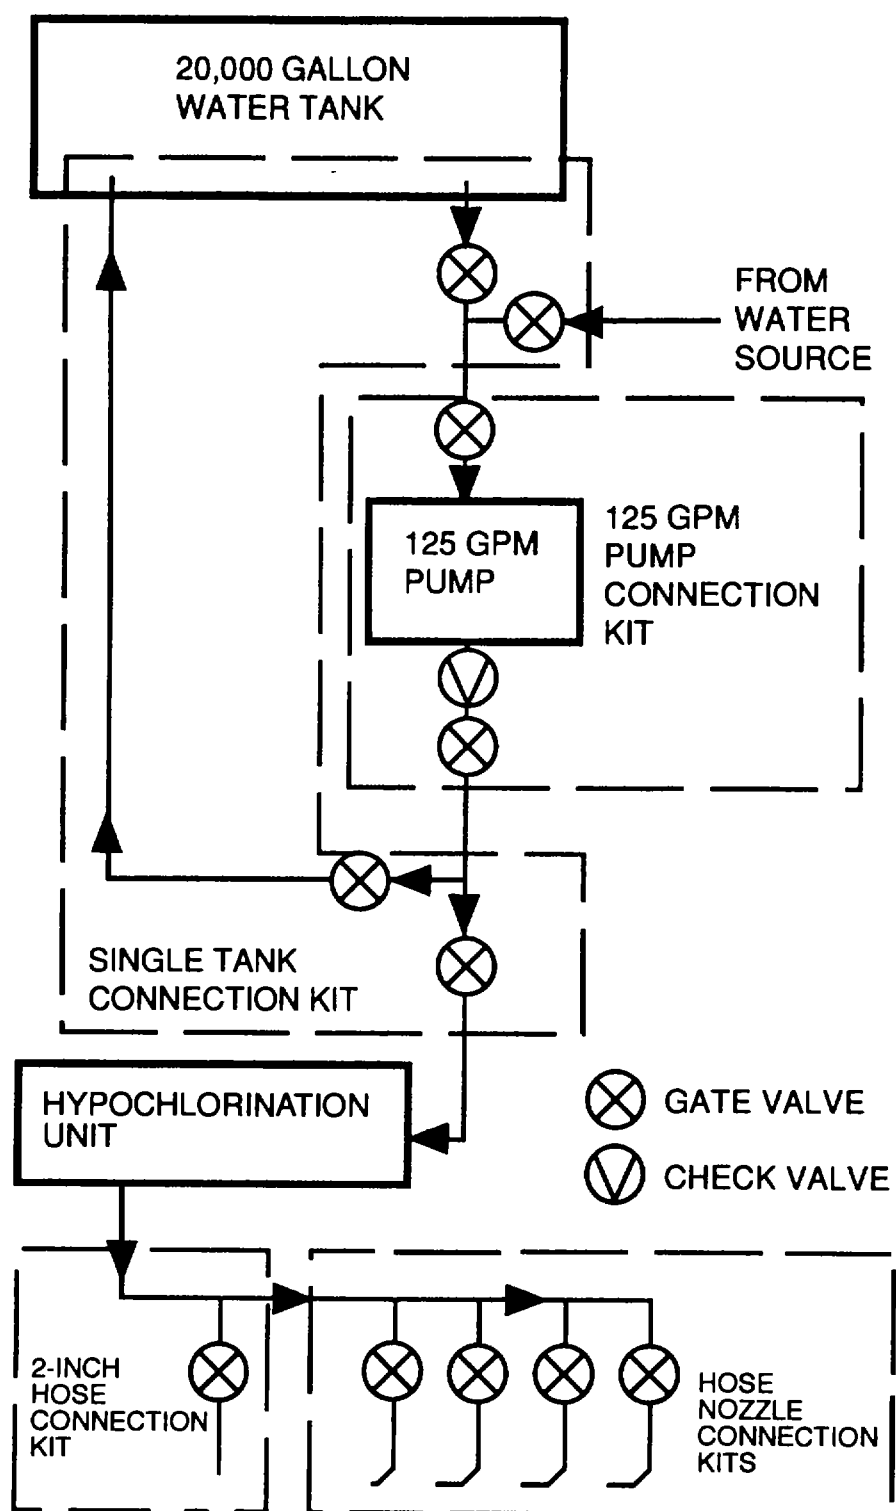 20,000 GALLON
WATER TANK
FROM
WATER
SOURCE
125 GPM
PUMP
125 GPM
PUMP
CONNECTION
KIT
SINGLE TANK
CONNECTION KIT
HYPOCHLORINATION
UNIT
GATE VALVE
CHECK VALVE
2-INCH
HOSE
CONNECTION
KIT
HOSE
NOZZLE
CONNECTION
KITS